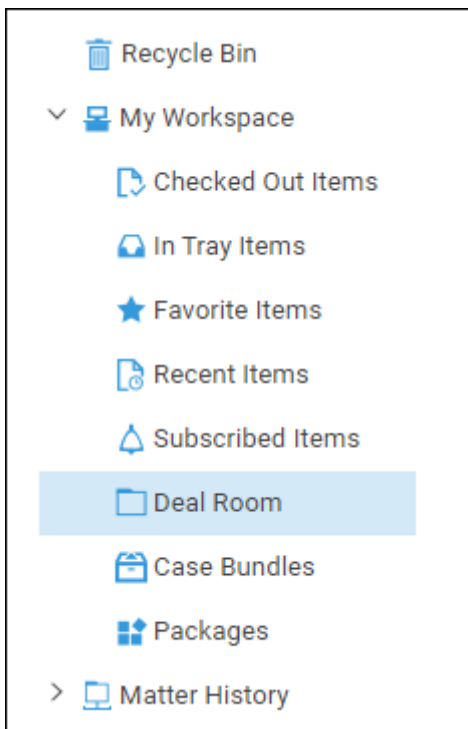 Recycle Bin
My Workspace
Checked Out Items
In Tray Items
Favorite Items
Recent Items
Subscribed Items
Deal Room
Case Bundles
Packages
Matter History